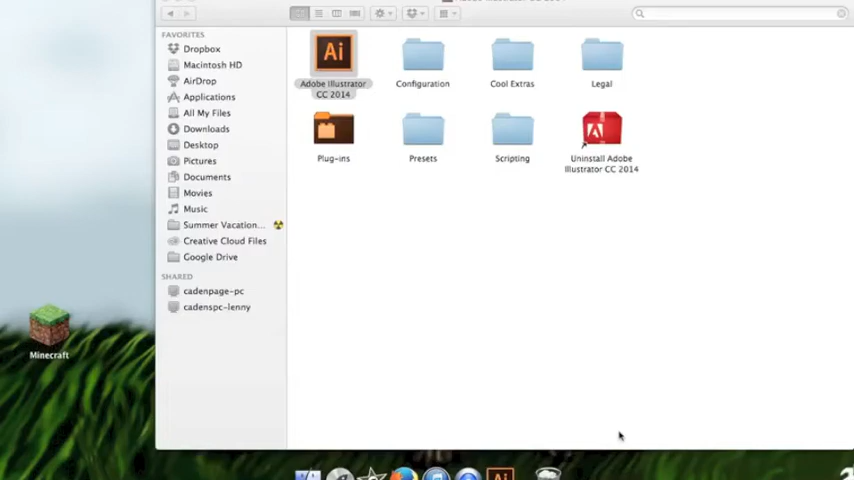 FAVORITES
Dropbox
Macintosh HD
AirDrop
Applications
All My Files
Downloads
Desktop
Pictures
Documents
Movies
Music
Summer Vacation...
Creative Cloud Files
Google Drive
SHARED
cadenpage-pc
cadenspc-lenny
Ai
Adobe Illustrator
CC 2014
Configuration
Cool Extras
Legal
Plug-ins
Presets
Scripting
Uninstall Adobe
Illustrator CC 2014
Minecraft
Ai